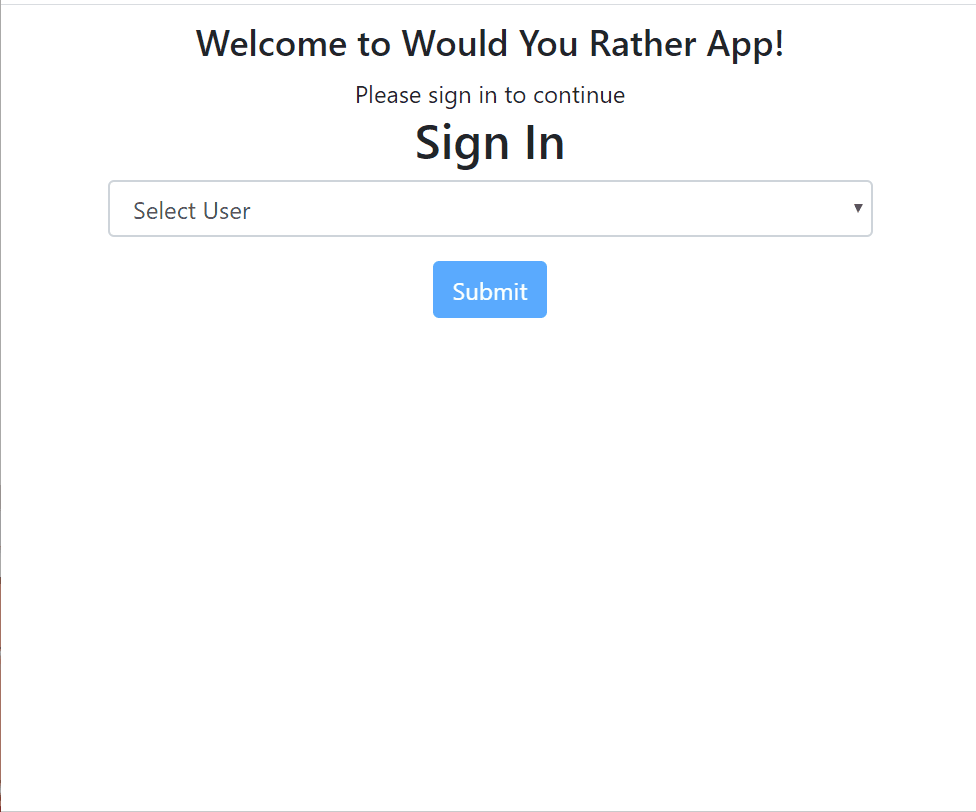 Welcome to Would You Rather App!
Please sign in to continue
Sign In
Select User
Submit